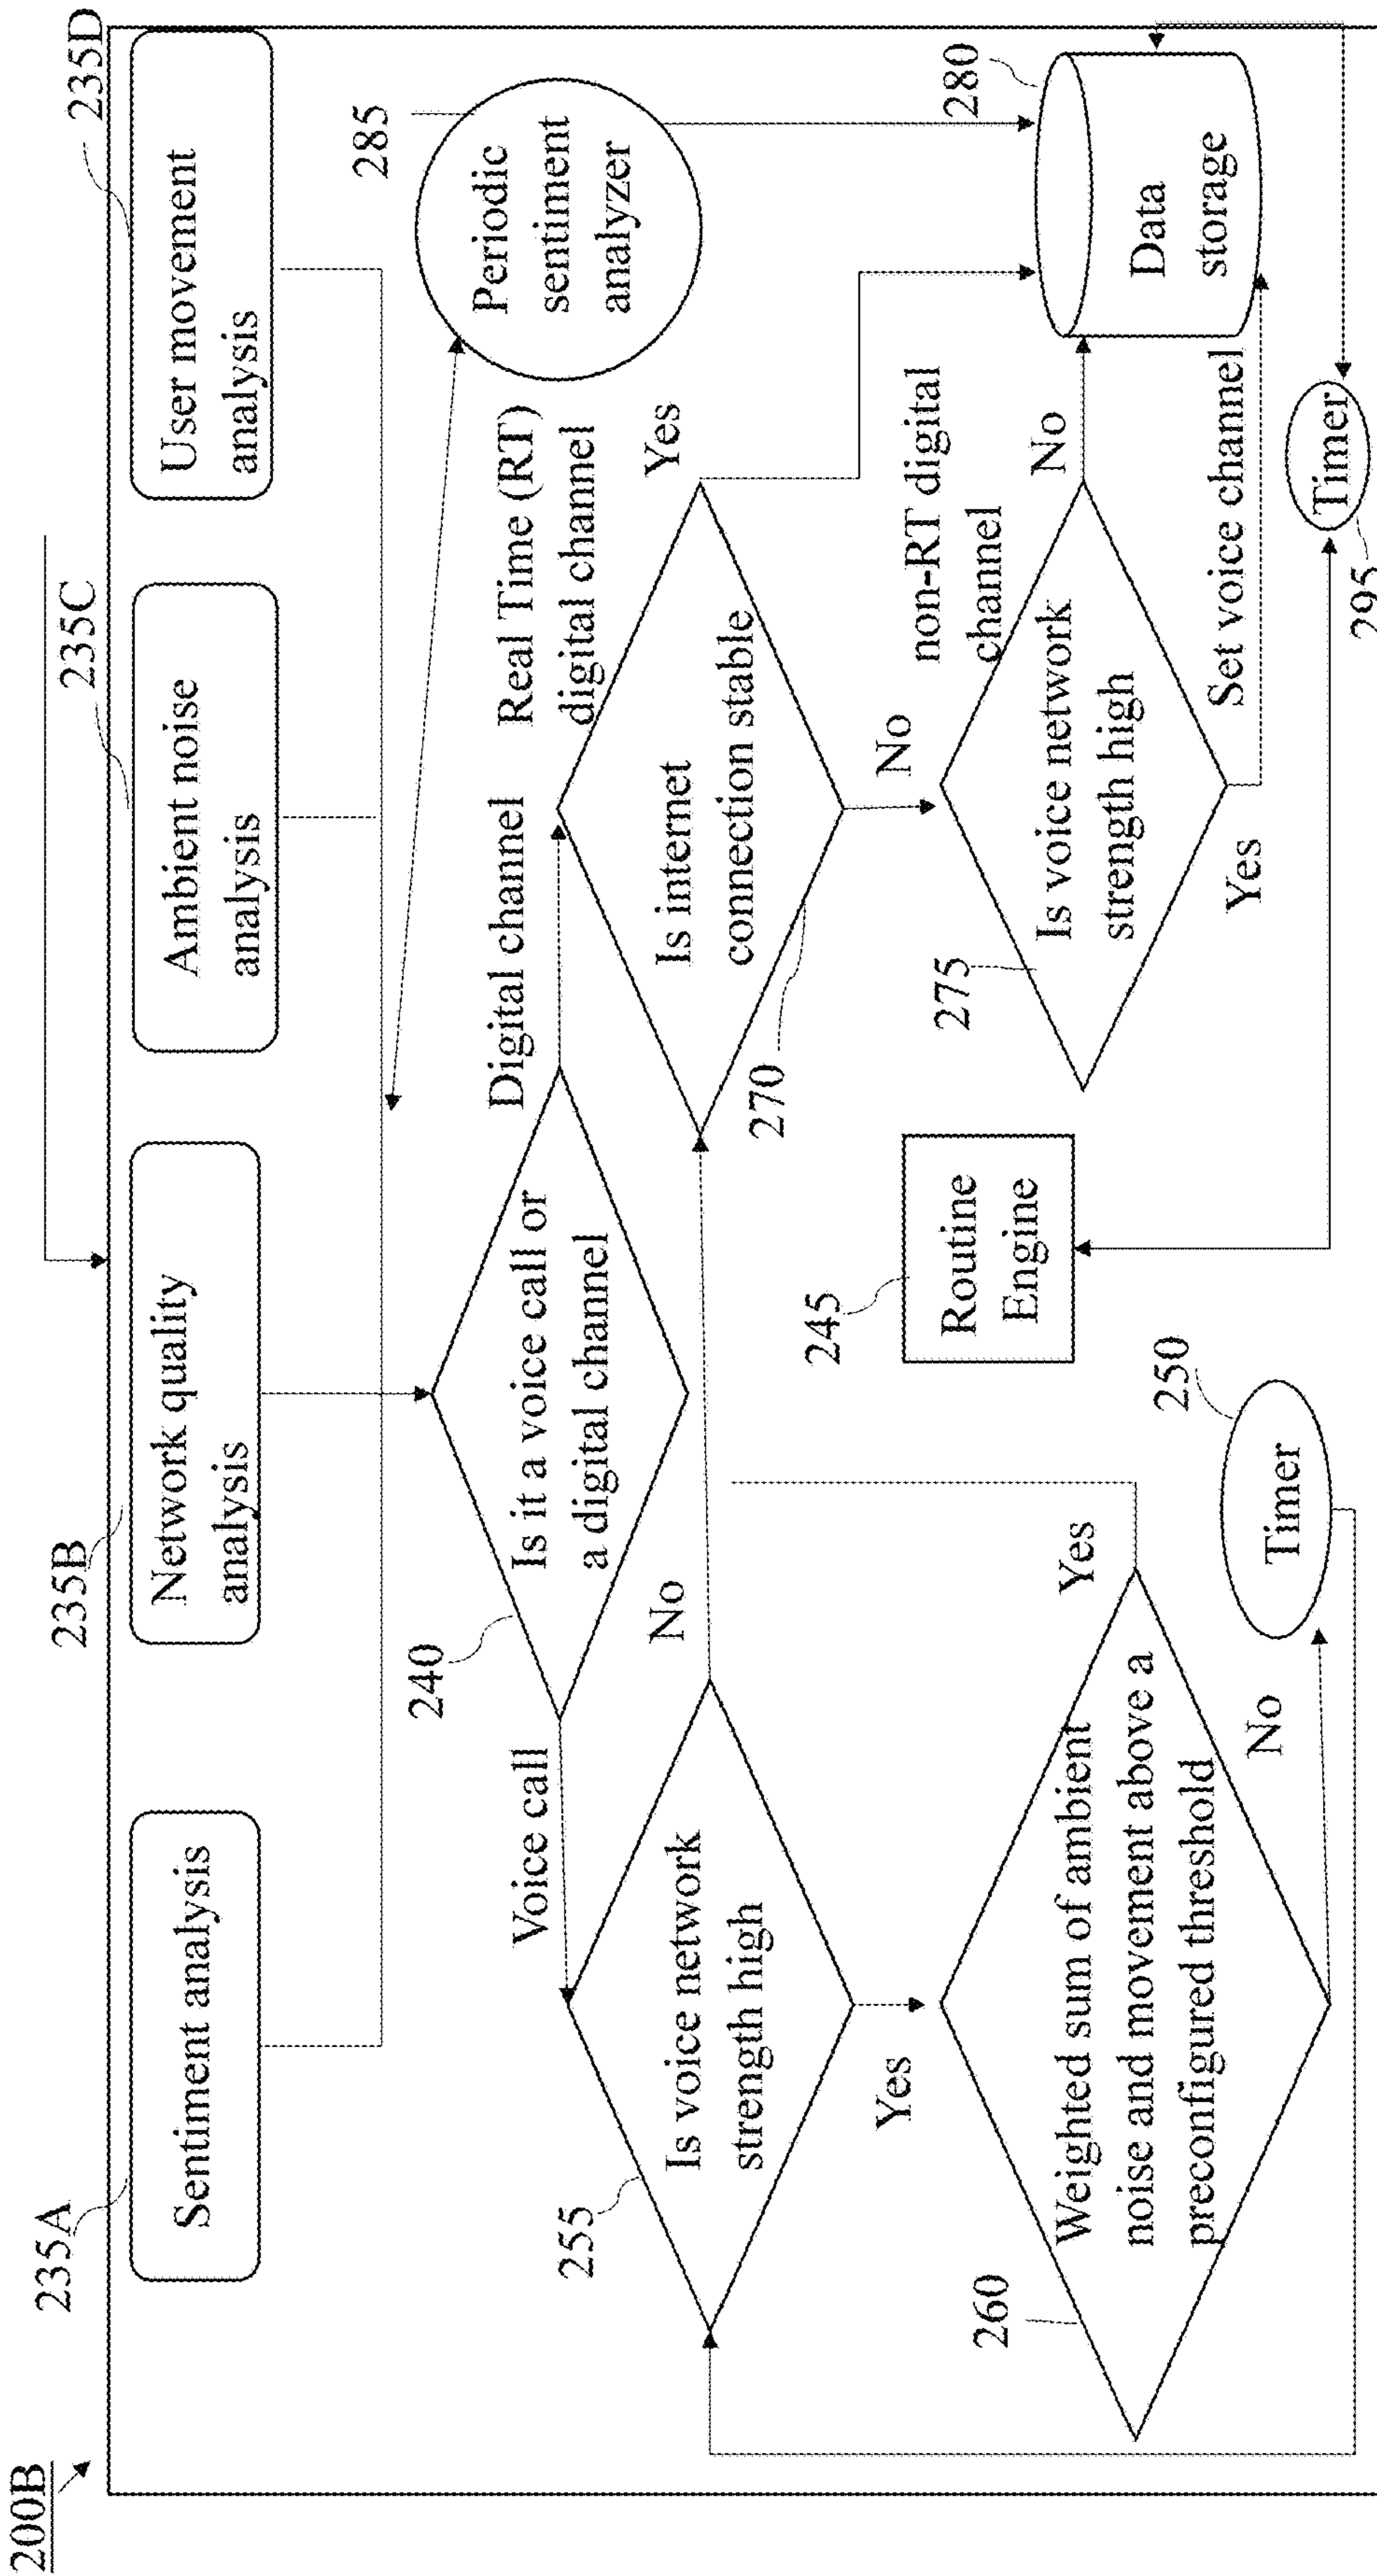 200B
235A
235B
235C
235D
Sentiment analysis
Network quality
analysis
Ambient noise
analysis
User movement
analysis
240
Is it a voice call or
a digital channel
Voice call
Digital channel
Real Time (RT)
digital channel
285
Periodic
sentiment
analyzer
255
Is voice network
strength high
No
Yes
270
Is internet
connection stable
Yes
No
non-RT digital
channel
260
Weighted sum of ambient
noise and movement above a
preconfigured threshold
Yes
No
250
Timer
245
Routine
Engine
275
Is voice network
strength high
No
Yes
Set voice channel
280
Data
storage
Timer
295